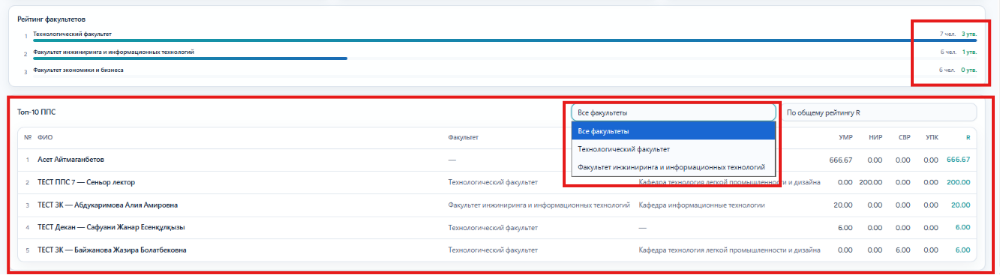 Рейтинг факультетов
1 Технологический факультет 7 чел. 3 утв.
2 Факультет инжиниринга и информационных технологий 6 чел. 1 утв.
3 Факультет экономики и бизнеса 6 чел. 0 утв.
Топ-10 ППС Все факультеты По общему рейтингу R
Все факультеты
Технологический факультет
Факультет инжиниринга и информационных технологий
№ ФИО Факультет УМР НИР СВР УПК R
1 Асет Айтмаганбетов — 666.67 0.00 0.00 0.00 666.67
2 ТЕСТ ППС 7 — Сеньор лектор Технологический факультет Кафедра технология легкой промышленности и дизайна 0.00 200.00 0.00 0.00 200.00
3 ТЕСТ ЗК — Абдукаримова Алия Амировна Факультет инжиниринга и информационных технологий Кафедра информационные технологии 20.00 0.00 0.00 0.00 20.00
4 ТЕСТ Декан — Сафуани Жанар Есенқұлқызы Технологический факультет — 6.00 0.00 0.00 0.00 6.00
5 ТЕСТ ЗК — Байжанова Жазира Болатбековна Технологический факультет Кафедра технология легкой промышленности и дизайна 0.00 0.00 6.00 0.00 6.00